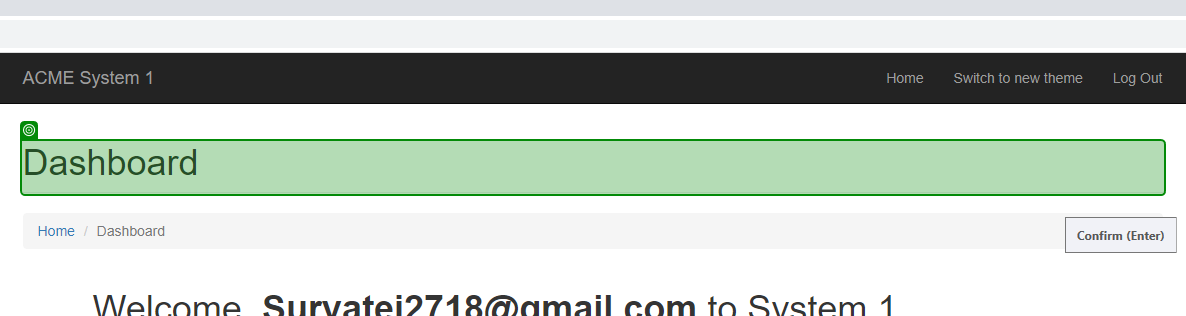 ACME System 1 Home Switch to new theme Log Out
Dashboard
Home / Dashboard
Confirm (Enter)
Welcome, Suryatej2718@gmail.com to System 1